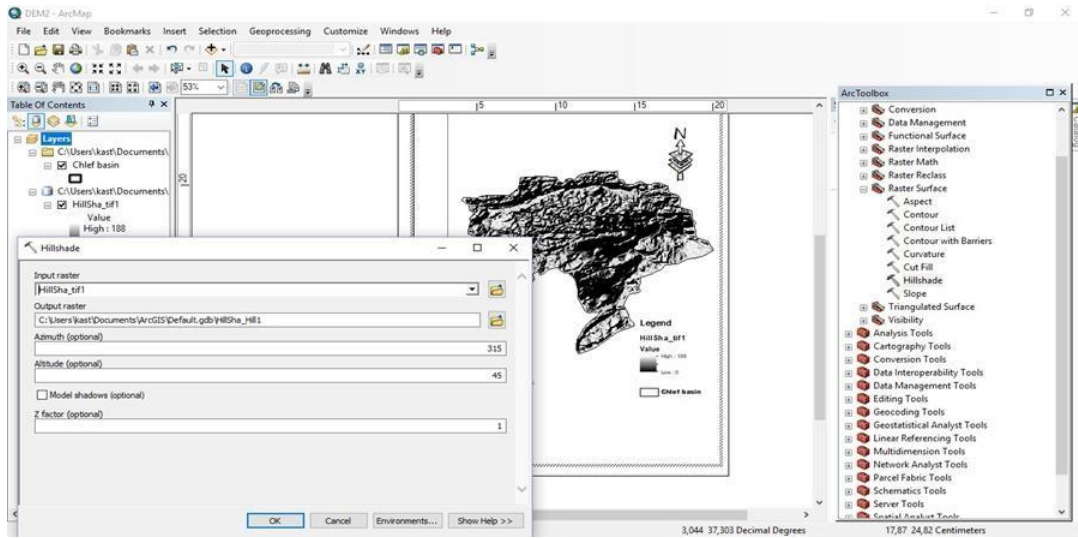 DEM2 - ArcMap
File Edit View Bookmarks Insert Selection Geoprocessing Customize Windows Help
53%
Table Of Contents
Layers
C:\Users\kast\Documents\
Chlef basin
C:\Users\kast\Documents\
HillSha_tif1
Value
High : 188
5 10 15 20
20
N
Legend
HillSha_tif1
Value
High : 188
Low : 0
Chlef basin
Hillshade
Input raster
HillSha_tif1
Output raster
C:\Users\kast\Documents\ArcGIS\Default.gdb\HillSha_Hill1
Azimuth (optional)
315
Altitude (optional)
45
Model shadows (optional)
Z factor (optional)
1
OK Cancel Environments... Show Help >>
ArcToolbox
Conversion
Data Management
Functional Surface
Raster Interpolation
Raster Math
Raster Reclass
Raster Surface
Aspect
Contour
Contour List
Contour with Barriers
Curvature
Cut Fill
Hillshade
Slope
Triangulated Surface
Visibility
Analysis Tools
Cartography Tools
Conversion Tools
Data Interoperability Tools
Data Management Tools
Editing Tools
Geocoding Tools
Geostatistical Analyst Tools
Linear Referencing Tools
Multidimension Tools
Network Analyst Tools
Parcel Fabric Tools
Schematics Tools
Server Tools
Spatial Analyst Tools
3,044 37,303 Decimal Degrees
17,87 24,82 Centimeters